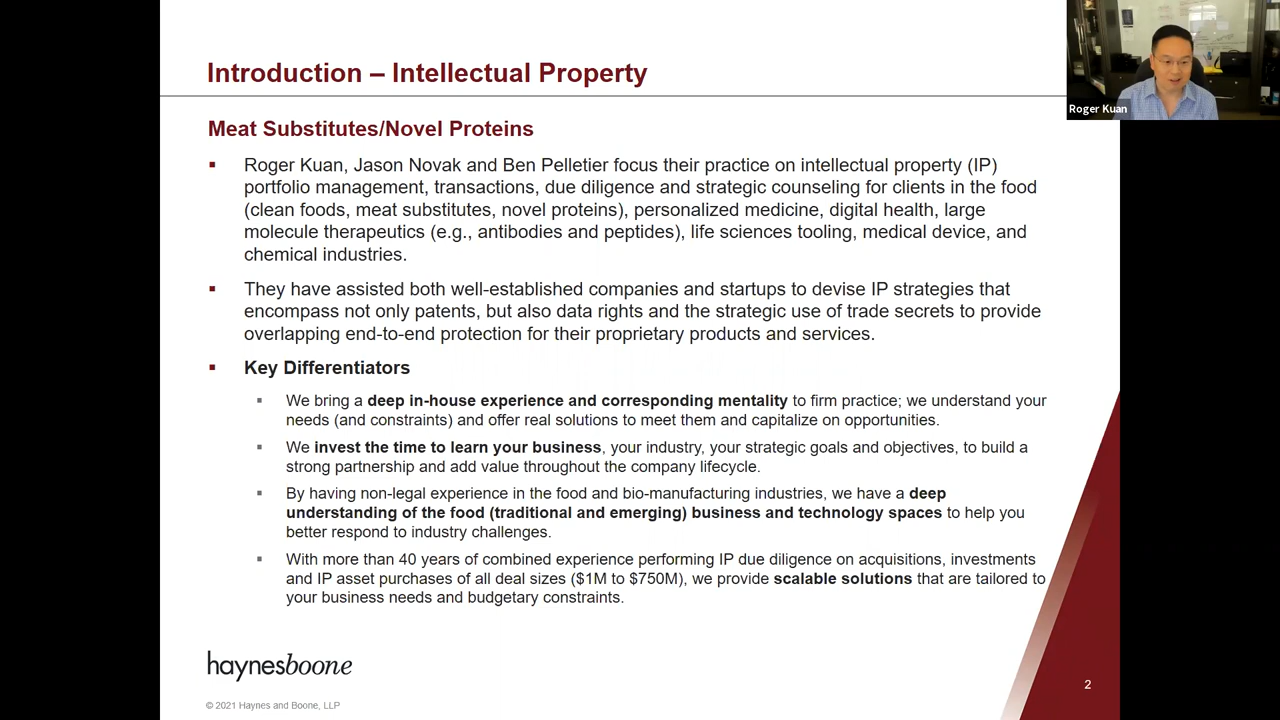 Introduction – Intellectual Property
Roger Kuan
Meat Substitutes/Novel Proteins
▪ Roger Kuan, Jason Novak and Ben Pelletier focus their practice on intellectual property (IP)
portfolio management, transactions, due diligence and strategic counseling for clients in the food
(clean foods, meat substitutes, novel proteins), personalized medicine, digital health, large
molecule therapeutics (e.g., antibodies and peptides), life sciences tooling, medical device, and
chemical industries.
▪ They have assisted both well-established companies and startups to devise IP strategies that
encompass not only patents, but also data rights and the strategic use of trade secrets to provide
overlapping end-to-end protection for their proprietary products and services.
▪ Key Differentiators
▪ We bring a deep in-house experience and corresponding mentality to firm practice; we understand your
needs (and constraints) and offer real solutions to meet them and capitalize on opportunities.
▪ We invest the time to learn your business, your industry, your strategic goals and objectives, to build a
strong partnership and add value throughout the company lifecycle.
▪ By having non-legal experience in the food and bio-manufacturing industries, we have a deep
understanding of the food (traditional and emerging) business and technology spaces to help you
better respond to industry challenges.
▪ With more than 40 years of combined experience performing IP due diligence on acquisitions, investments
and IP asset purchases of all deal sizes ($1M to $750M), we provide scalable solutions that are tailored to
your business needs and budgetary constraints.
haynesboone
2
© 2021 Haynes and Boone, LLP